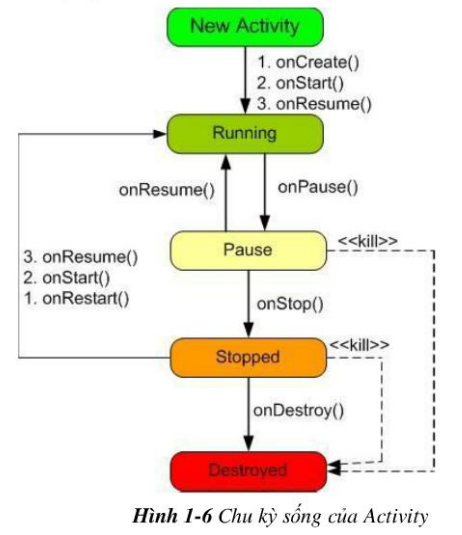 New Activity
1. onCreate()
2. onStart()
3. onResume()
Running
onResume()
onPause()
Pause
<<kill>>
3. onResume()
2. onStart()
1. onRestart()
onStop()
Stopped
<<kill>>
onDestroy()
Destroyed
Hình 1-6 Chu kỳ sống của Activity